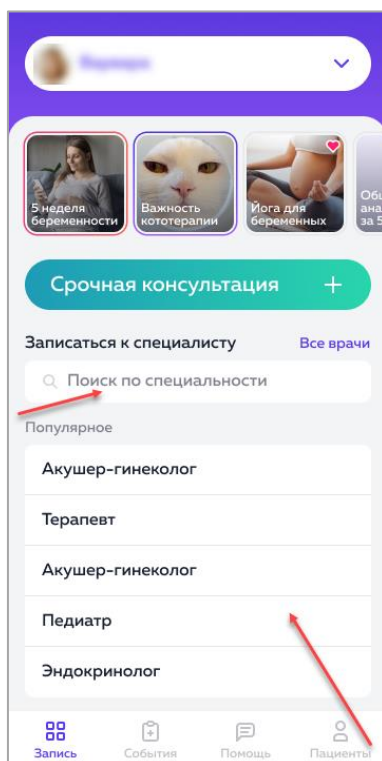 5 неделя
беременности
Важность
кототерапии
Йога для
беременных
Срочная консультация +
Записаться к специалисту Все врачи
Поиск по специальности
Популярное
Акушер-гинеколог
Терапевт
Акушер-гинеколог
Педиатр
Эндокринолог
Запись События Помощь Пациенты